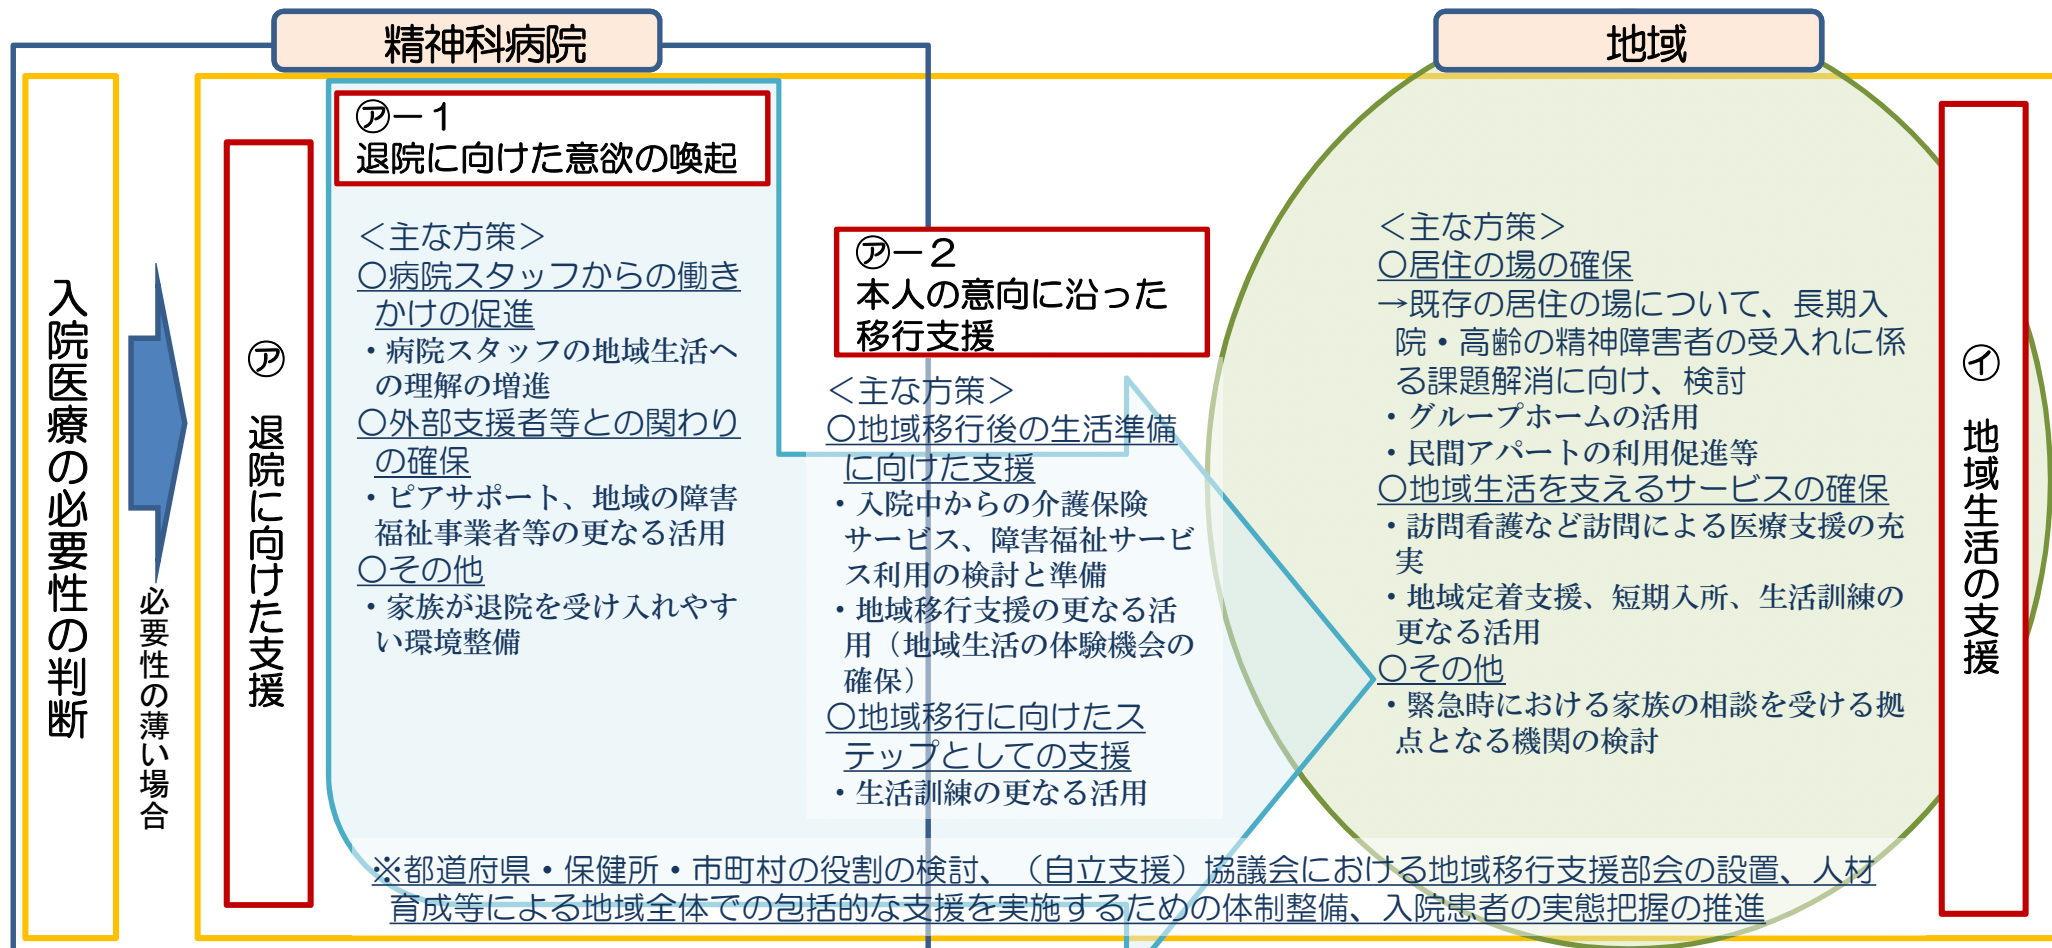 精神科病院
地域
入院医療の必要性の判断
必要性の薄い場合
㋐ 退院に向けた支援
㋐－１
退院に向けた意欲の喚起
＜主な方策＞
〇病院スタッフからの働き
かけの促進
・病院スタッフの地域生活へ
の理解の増進
〇外部支援者等との関わり
の確保
・ピアサポート、地域の障害
福祉事業者等の更なる活用
〇その他
・家族が退院を受け入れやす
い環境整備
㋐－２
本人の意向に沿った
移行支援
＜主な方策＞
〇地域移行後の生活準備
に向けた支援
・入院中からの介護保険
サービス、障害福祉サービ
ス利用の検討と準備
・地域移行支援の更なる活
用（地域生活の体験機会の
確保）
〇地域移行に向けたス
テップとしての支援
・生活訓練の更なる活用
＜主な方策＞
〇居住の場の確保
→既存の居住の場について、長期入
院・高齢の精神障害者の受入れに係
る課題解消に向け、検討
・グループホームの活用
・民間アパートの利用促進等
〇地域生活を支えるサービスの確保
・訪問看護など訪問による医療支援の充
実
・地域定着支援、短期入所、生活訓練の
更なる活用
〇その他
・緊急時における家族の相談を受ける拠
点となる機関の検討
㋑ 地域生活の支援
※都道府県・保健所・市町村の役割の検討、（自立支援）協議会における地域移行支援部会の設置、人材
育成等による地域全体での包括的な支援を実施するための体制整備、入院患者の実態把握の推進